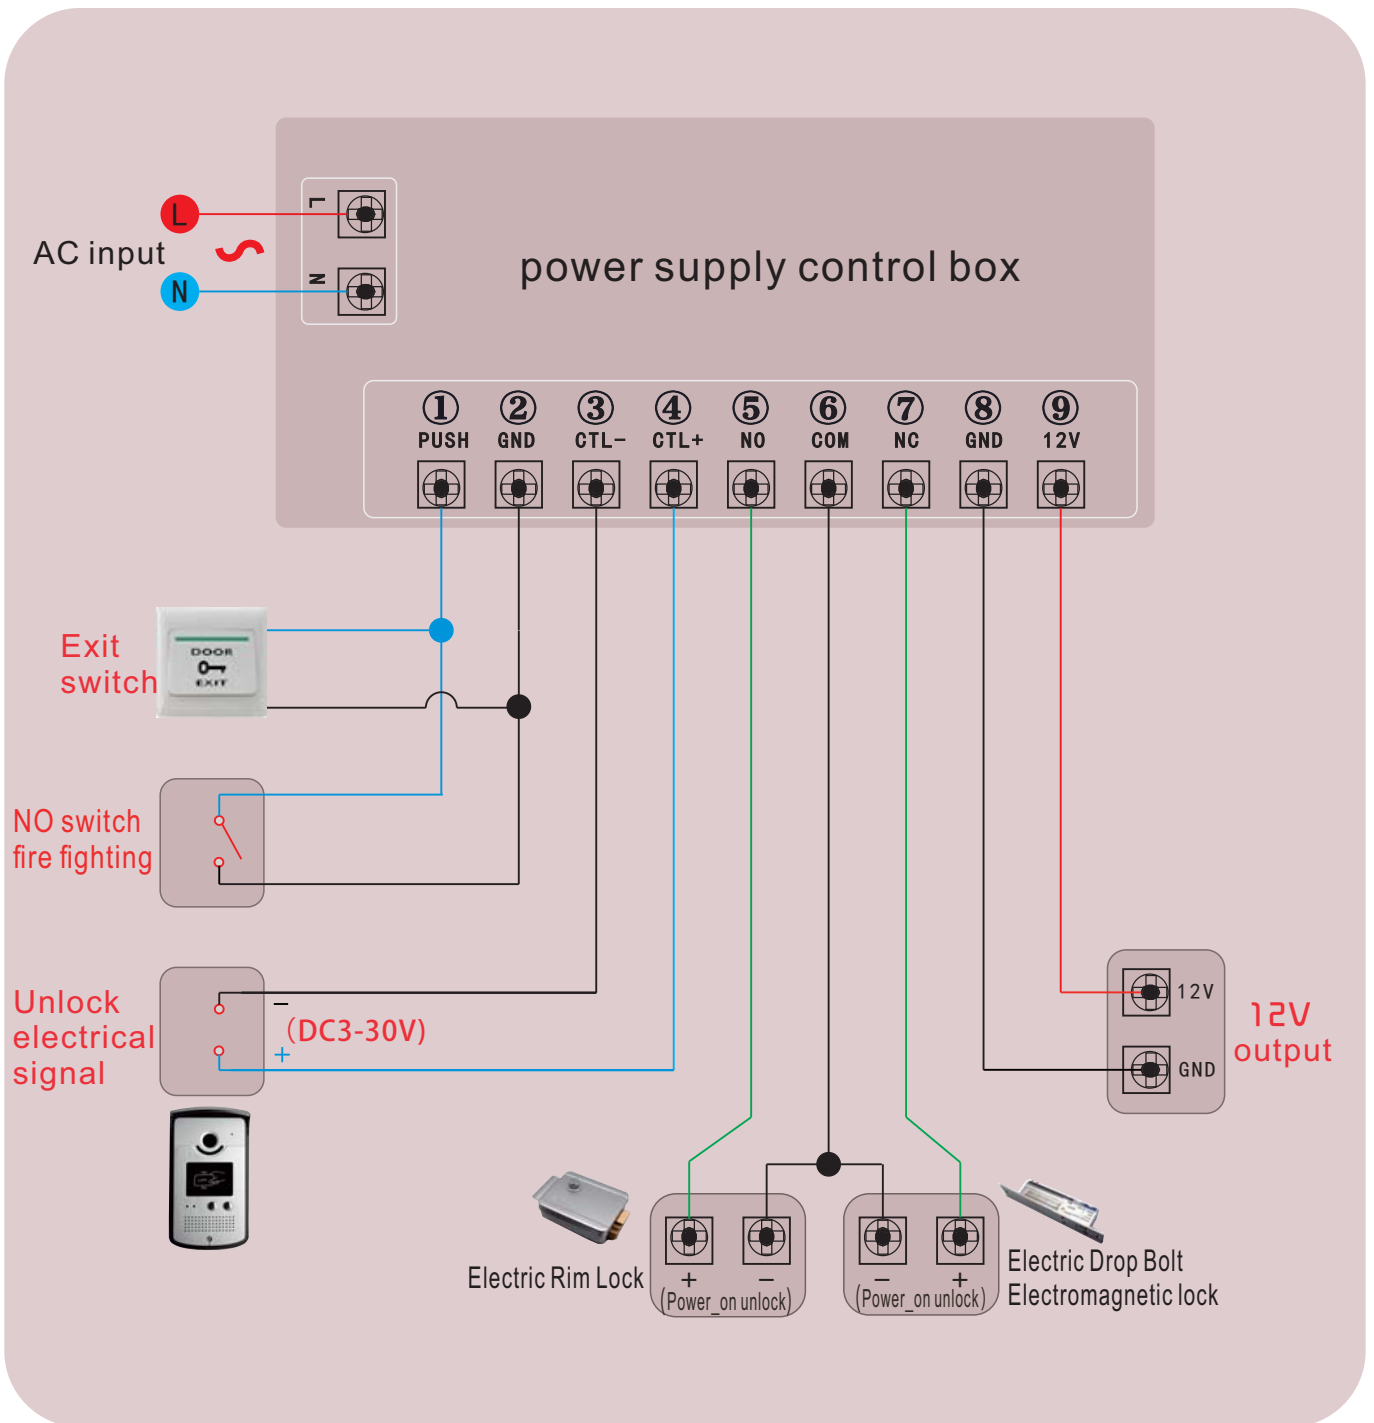 power supply control box
L
AC input
N
L
N
① ② ③ ④ ⑤ ⑥ ⑦ ⑧ ⑨
PUSH GND CTL- CTL+ NO COM NC GND 12V
Exit
switch
DOOR
EXIT
NO switch
fire fighting
Unlock
electrical
signal
−
(DC3-30V)
+
12V
GND
12V
output
Electric Rim Lock
+ −
(Power_on unlock)
− +
(Power_on unlock)
Electric Drop Bolt
Electromagnetic lock